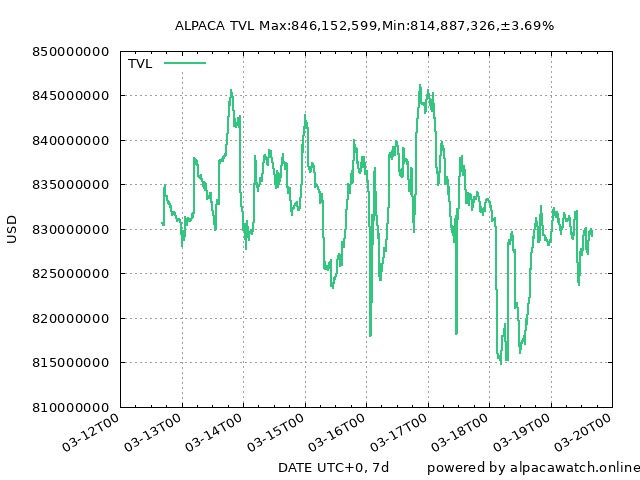 ALPACA TVL Max:846,152,599,Min:814,887,326,±3.69%
TVL
850000000
845000000
840000000
835000000
830000000
825000000
820000000
815000000
810000000
USD
03-12T00
03-13T00
03-14T00
03-15T00
03-16T00
03-17T00
03-18T00
03-19T00
03-20T00
DATE UTC+0, 7d
powered by alpacawatch.online